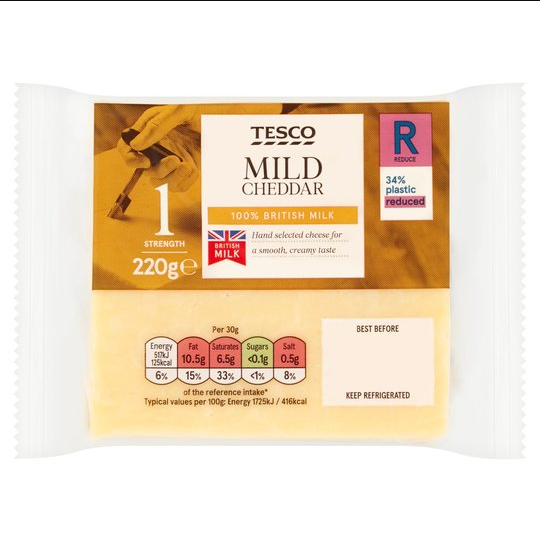 TESCO
MILD
CHEDDAR
100% BRITISH MILK
BRITISH
MILK
Hand selected cheese for
a smooth, creamy taste
1
STRENGTH
220g℮
R
REDUCE
34%
plastic
reduced
Per 30g
Energy
517kJ
125kcal
6%
Fat
10.5g
15%
Saturates
6.5g
33%
Sugars
<0.1g
<1%
Salt
0.5g
8%
of the reference intake*
Typical values per 100g: Energy 1725kJ / 416kcal
BEST BEFORE
KEEP REFRIGERATED